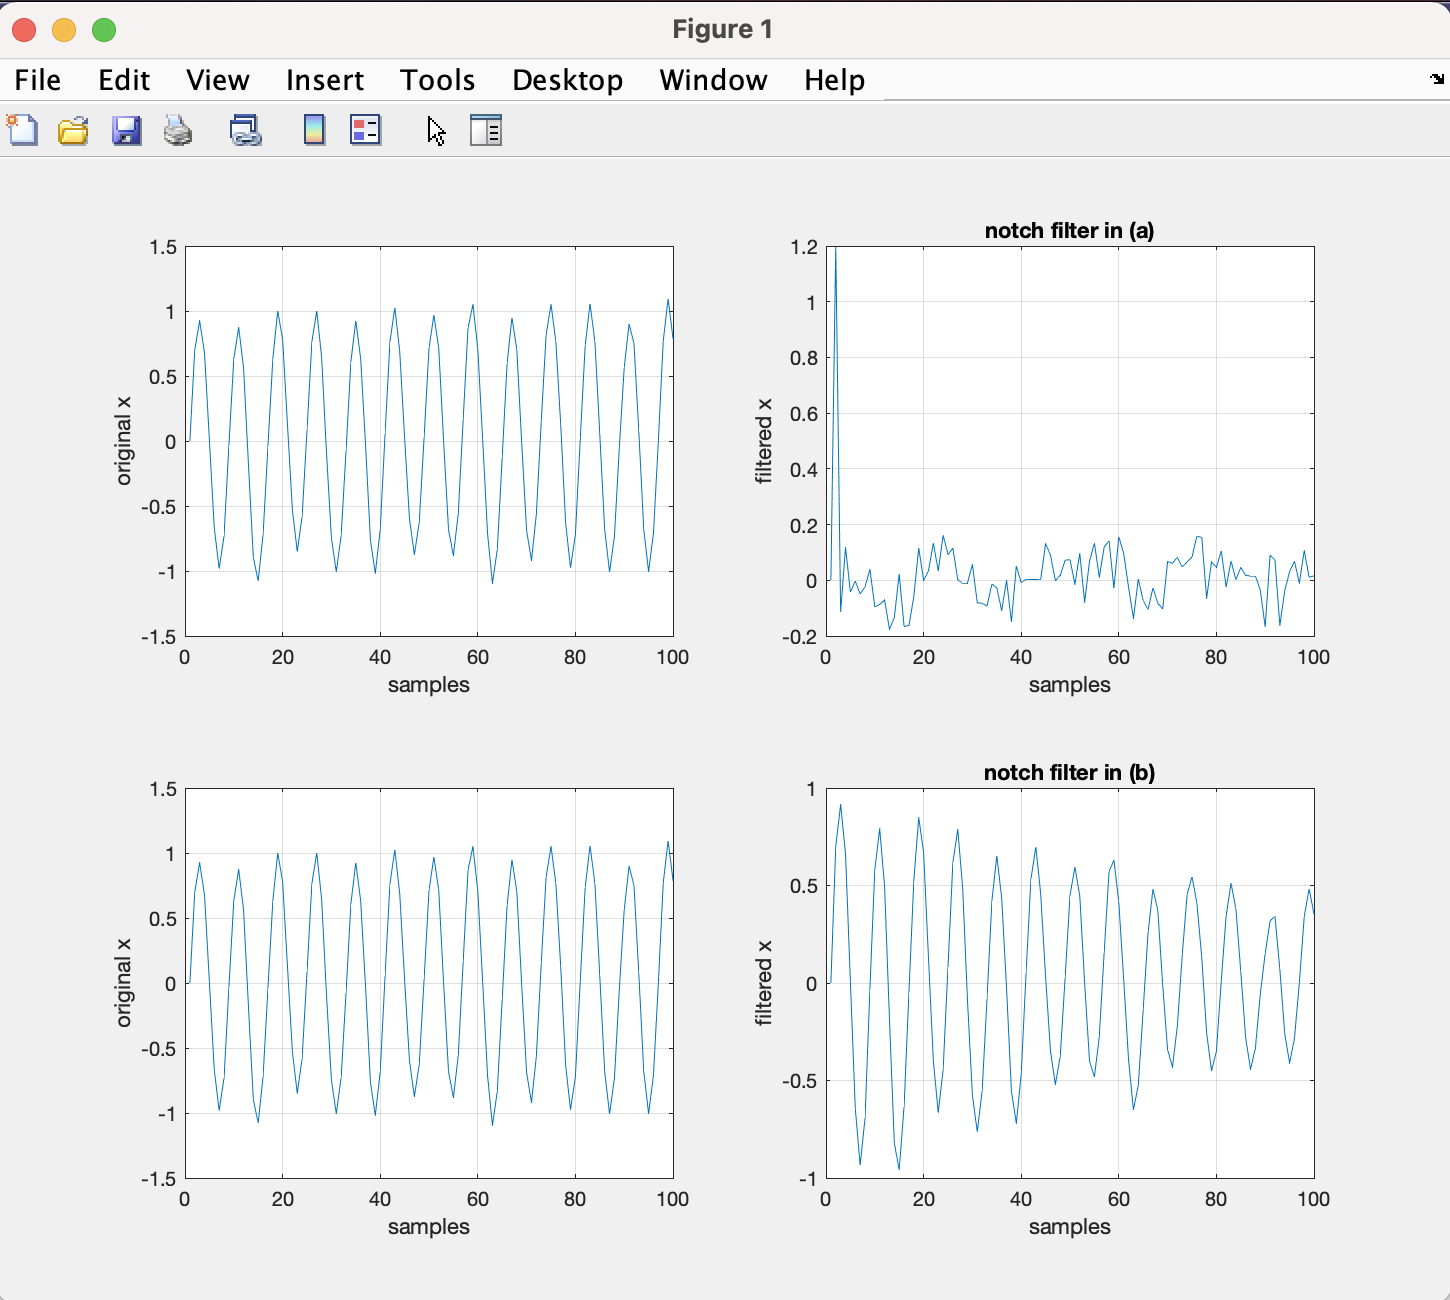 Figure 1
File Edit View Insert Tools Desktop Window Help
1.5
1
0.5
0
-0.5
-1
-1.5
original x
0 20 40 60 80 100
samples
notch filter in (a)
1.2
1
0.8
0.6
0.4
0.2
0
-0.2
filtered x
0 20 40 60 80 100
samples
1.5
1
0.5
0
-0.5
-1
-1.5
original x
0 20 40 60 80 100
samples
notch filter in (b)
1
0.5
0
-0.5
-1
filtered x
0 20 40 60 80 100
samples